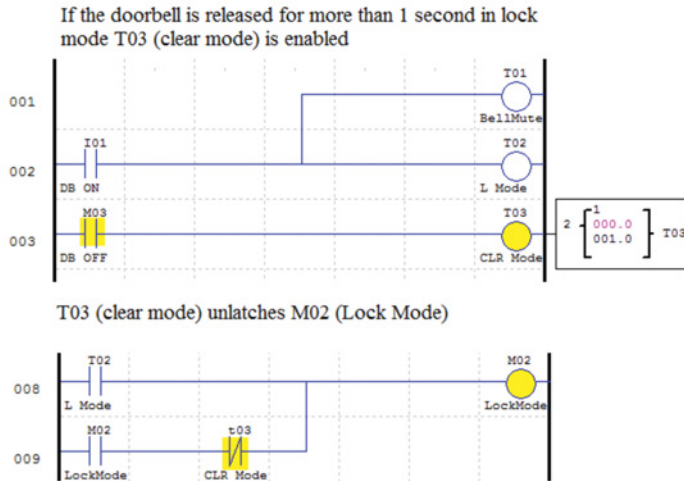 If the doorbell is released for more than 1 second in lock
mode T03 (clear mode) is enabled
T01
001
BellMute
I01
T02
002
DB ON
L Mode
M03
T03
1
2
000.0
003
001.0
T03
DB OFF
CLR Mode
T03 (clear mode) unlatches M02 (Lock Mode)
T02
M02
008
L Mode
LockMode
M02
t03
009
LockMode
CLR Mode